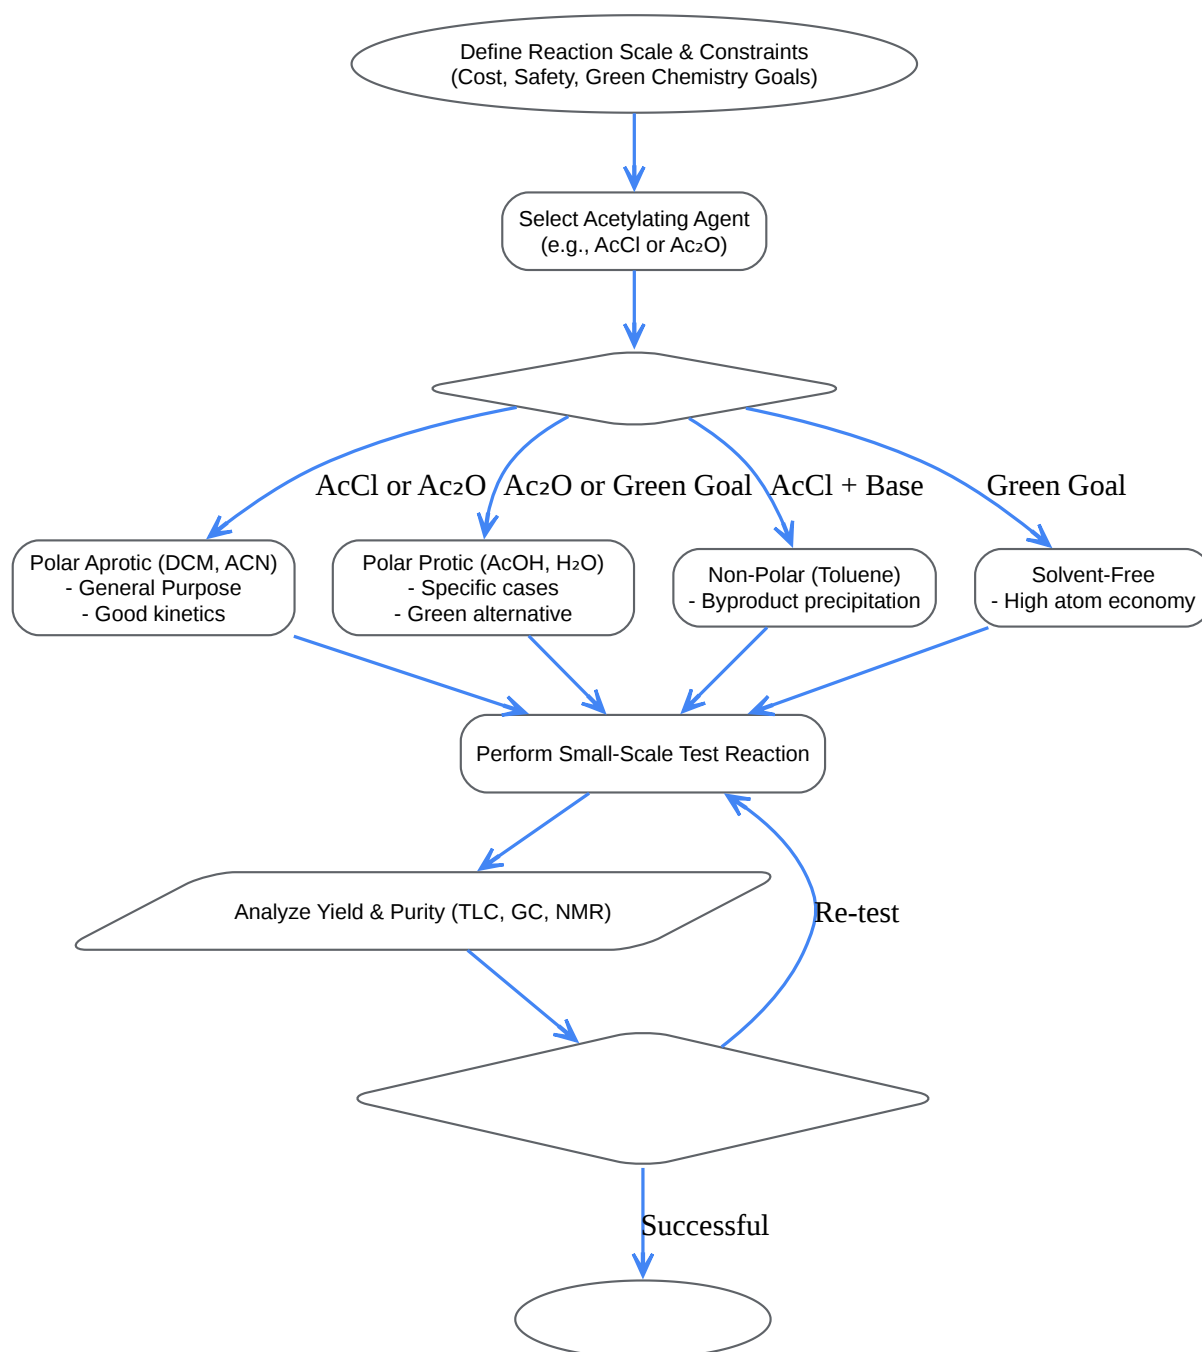 Define Reaction Scale & Constraints
(Cost, Safety, Green Chemistry Goals)
Select Acetylating Agent
(e.g., AcCl or Ac₂O)
AcCl or Ac₂O
Ac₂O or Green Goal
AcCl + Base
Green Goal
Polar Aprotic (DCM, ACN)
- General Purpose
- Good kinetics
Polar Protic (AcOH, H₂O)
- Specific cases
- Green alternative
Non-Polar (Toluene)
- Byproduct precipitation
Solvent-Free
- High atom economy
Perform Small-Scale Test Reaction
Analyze Yield & Purity (TLC, GC, NMR)
Re-test
Successful